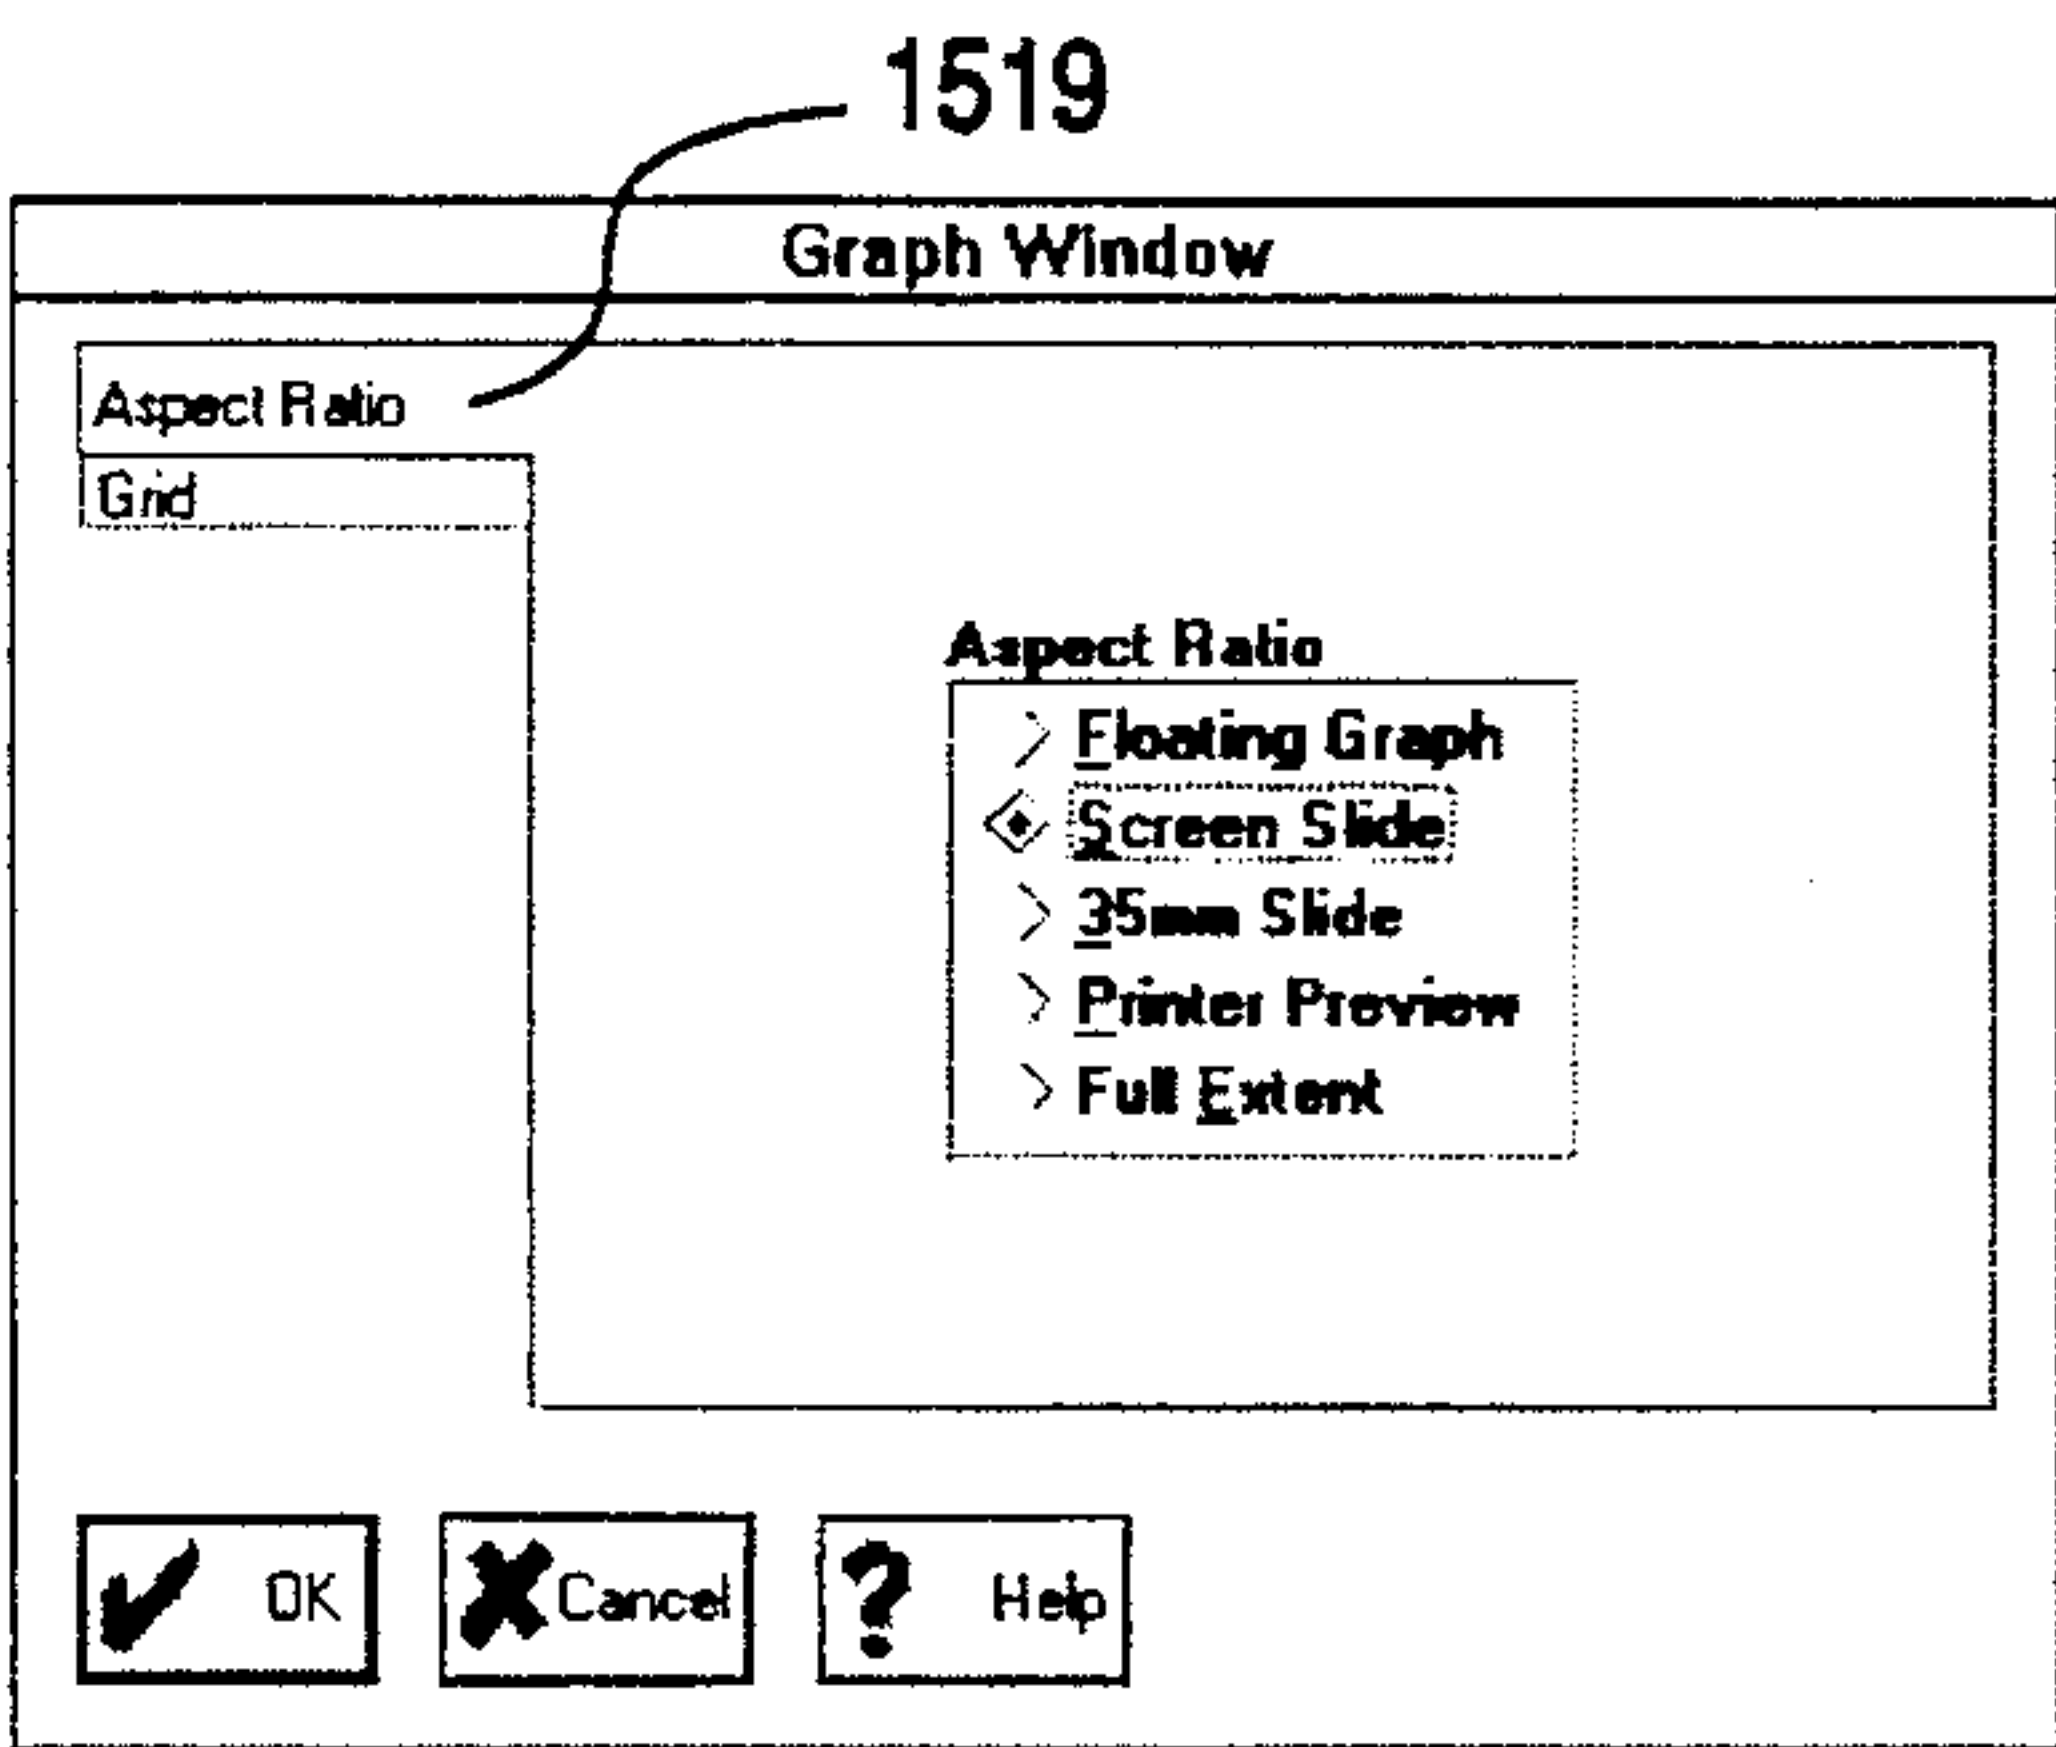 1519
Graph Window
Aspect Ratio
Grid
Aspect Ratio
Floating Graph
Screen Slide
35mm Slide
Printer Preview
Full Extent
OK
Cancel
Help